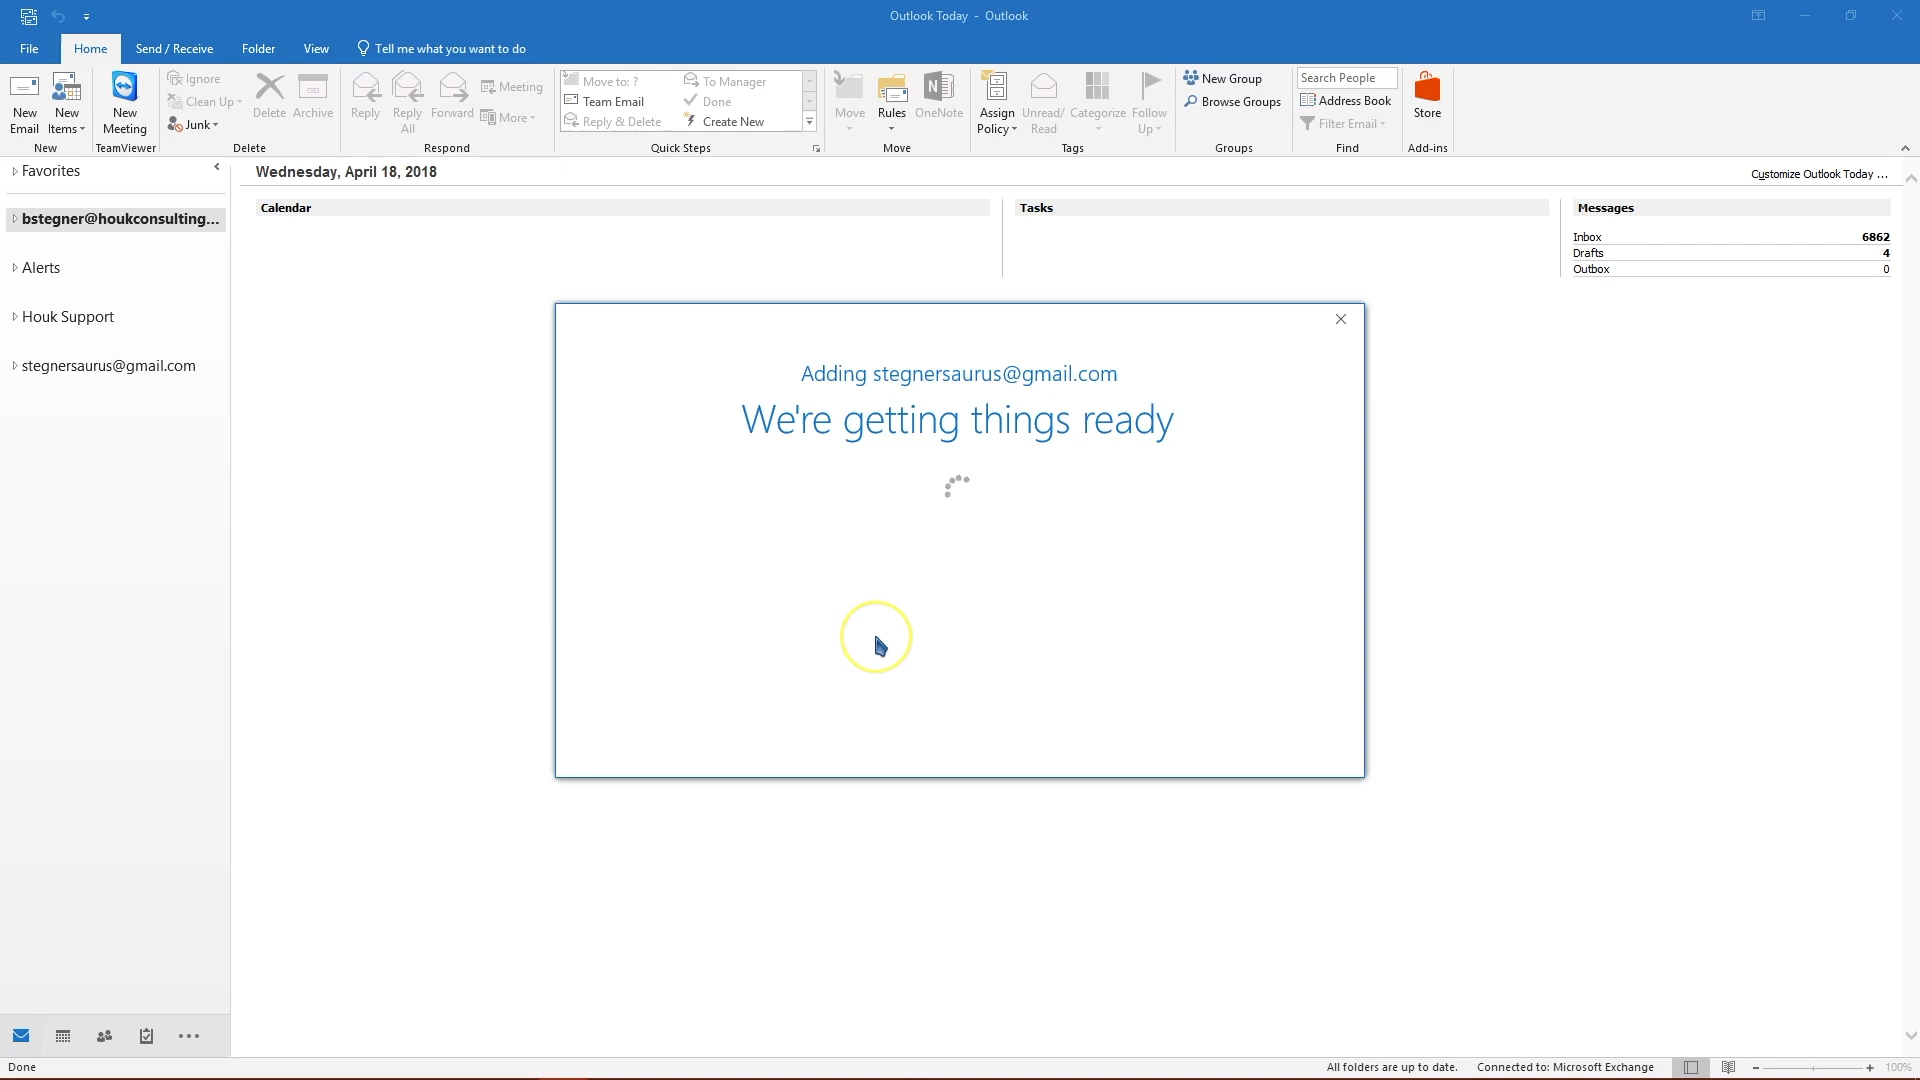 Outlook Today - Outlook
File Home Send / Receive Folder View Tell me what you want to do
New Email
New Items
New Meeting
Ignore
Clean Up
Junk
Delete
Archive
Reply
Reply All
Forward
Meeting
More
Move to: ?
Team Email
Reply & Delete
To Manager
Done
Create New
Move
Rules
OneNote
Assign Policy
Unread/ Read
Categorize
Follow Up
New Group
Browse Groups
Search People
Address Book
Filter Email
Store
New TeamViewer Delete Respond Quick Steps Move Tags Groups Find Add-ins
Favorites
bstegner@houkconsulting...
Alerts
Houk Support
stegnersaurus@gmail.com
Wednesday, April 18, 2018
Customize Outlook Today ...
Calendar
Tasks
Messages
Inbox 6862
Drafts 4
Outbox 0
Adding stegnersaurus@gmail.com
We're getting things ready
Done
All folders are up to date. Connected to: Microsoft Exchange
100%